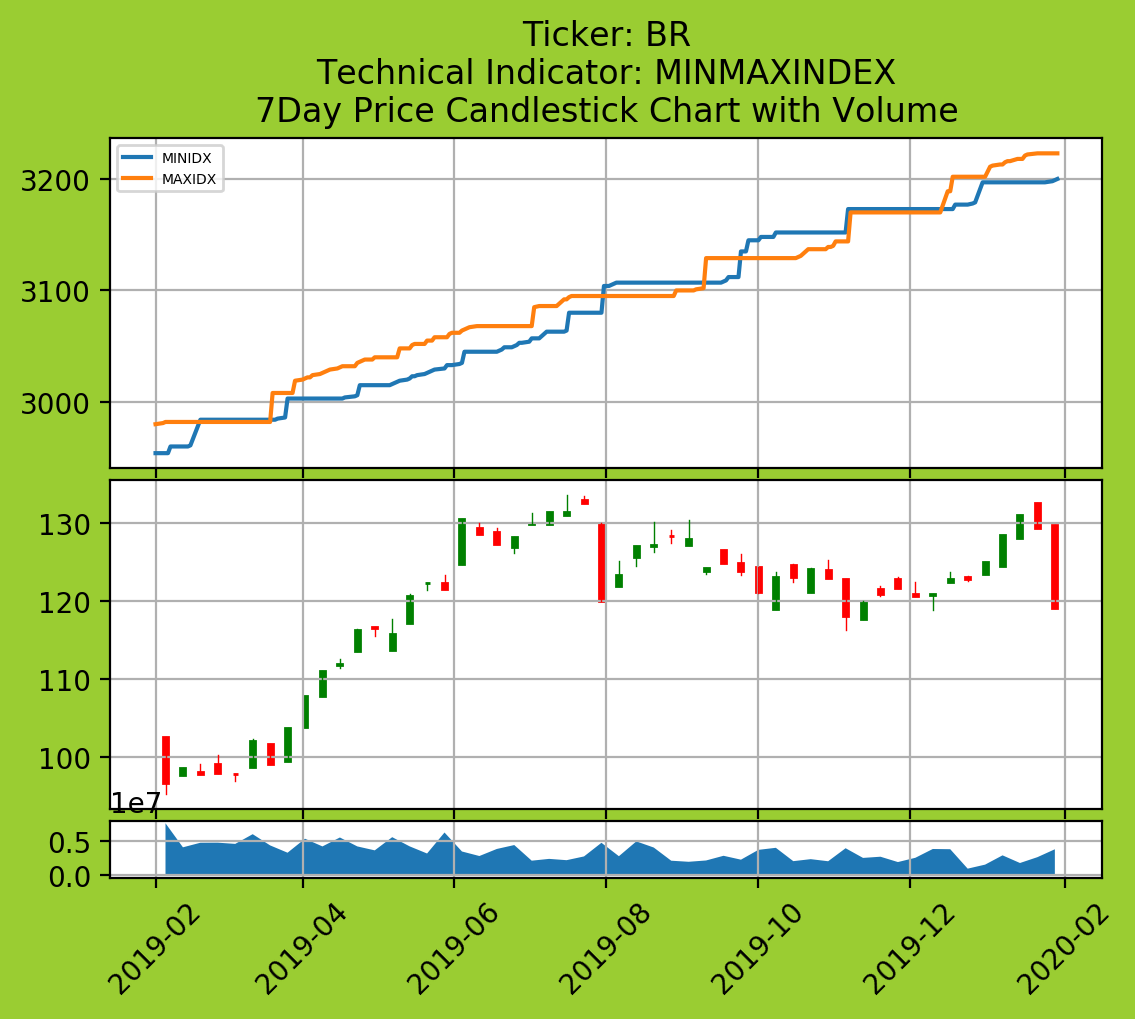 Ticker: BR
Technical Indicator: MINMAXINDEX
7Day Price Candlestick Chart with Volume
MINIDX
MAXIDX
3200
3100
3000
130
120
110
100
1e7
0.5
0.0
2019-02
2019-04
2019-06
2019-08
2019-10
2019-12
2020-02